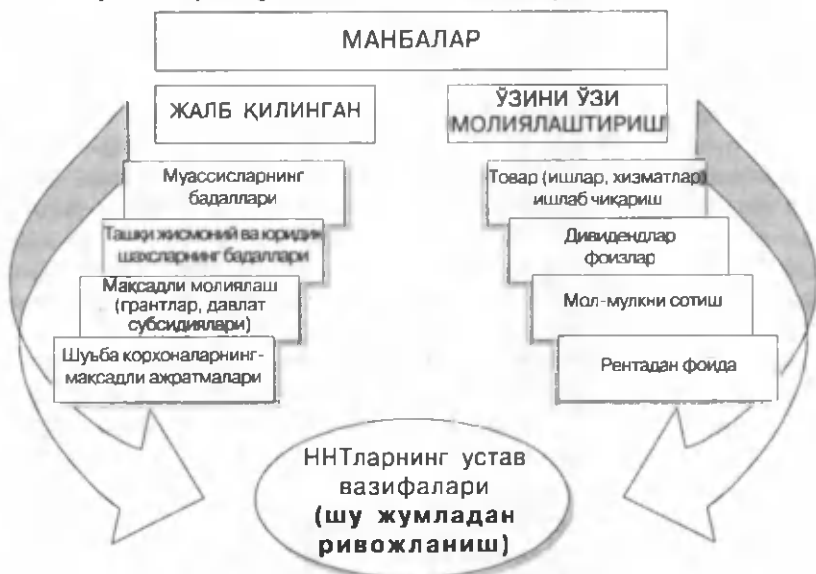 МАНБАЛАР
ЖАЛБ ҚИЛИНГАН
ЎЗИНИ ЎЗИ
МОЛИЯЛАШТИРИШ
Муассисларнинг
бадаллари
Ташқи жисмоний ва юридик
шахсларнинг бадаллари
Мақсадли молиялаш
(грантлар, давлат
субсидиялари)
Шуъба корхоналарнинг-
мақсадли ажратмалари
Товар (ишлар, хизматлар)
ишлаб чиқариш
Дивидендлар
фоизлар
Мол-мулкни сотиш
Рентадан фоида
ННТларнинг устав
вазифалари
(шу жумладан
ривожланиш)